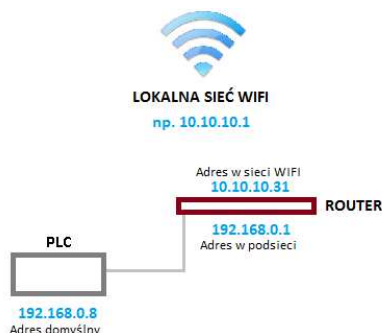 LOKALNA SIEĆ WIFI
np. 10.10.10.1
Adres w sieci WIFI
10.10.10.31
ROUTER
192.168.0.1
Adres w podsieci
PLC
192.168.0.8
Adres domyślny